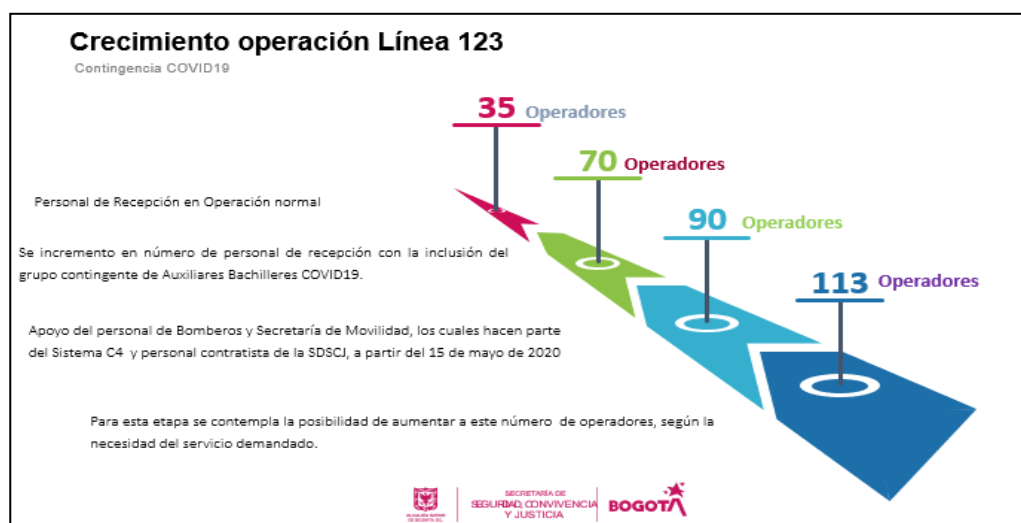 Crecimiento operación Línea 123
Contingencia COVID19
35 Operadores
70 Operadores
90 Operadores
113 Operadores
Personal de Recepción en Operación normal
Se incremento en número de personal de recepción con la inclusión del
grupo contingente de Auxiliares Bachilleres COVID19.
Apoyo del personal de Bomberos y Secretaría de Movilidad, los cuales hacen parte
del Sistema C4 y personal contratista de la SDSCJ, a partir del 15 de mayo de 2020
Para esta etapa se contempla la posibilidad de aumentar a este número de operadores, según la
necesidad del servicio demandado.
ALCALDÍA MAYOR
DE BOGOTÁ D.C.
SECRETARÍA DE
SEGURIDAD, CONVIVENCIA
Y JUSTICIA
BOGOTÁ